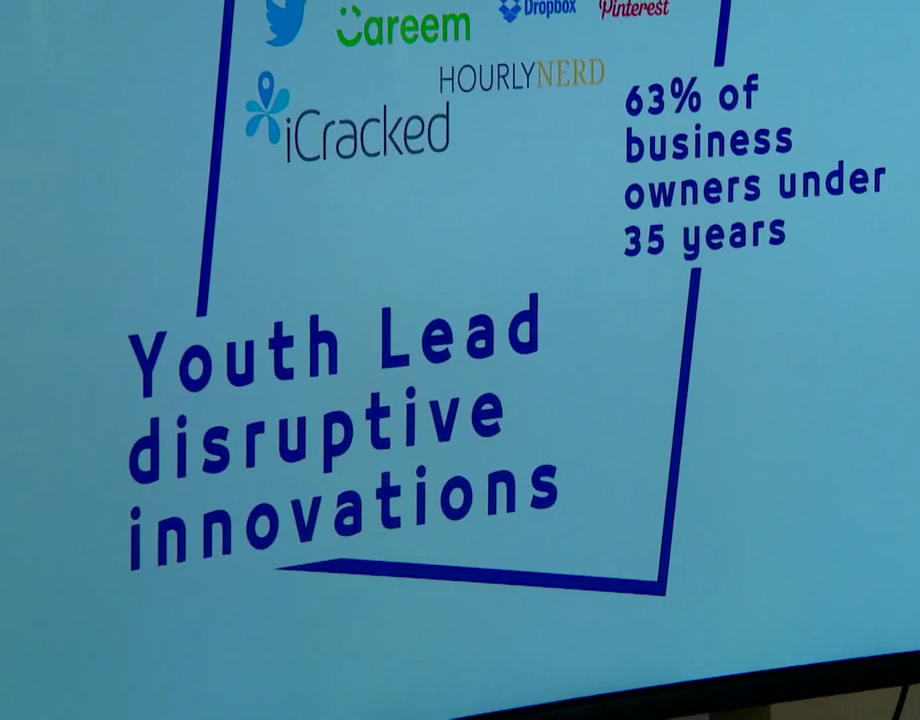 Careem
Dropbox
Pinterest
HOURLYNERD
iCracked
63% of
business
owners under
35 years
Youth Lead
disruptive
innovations